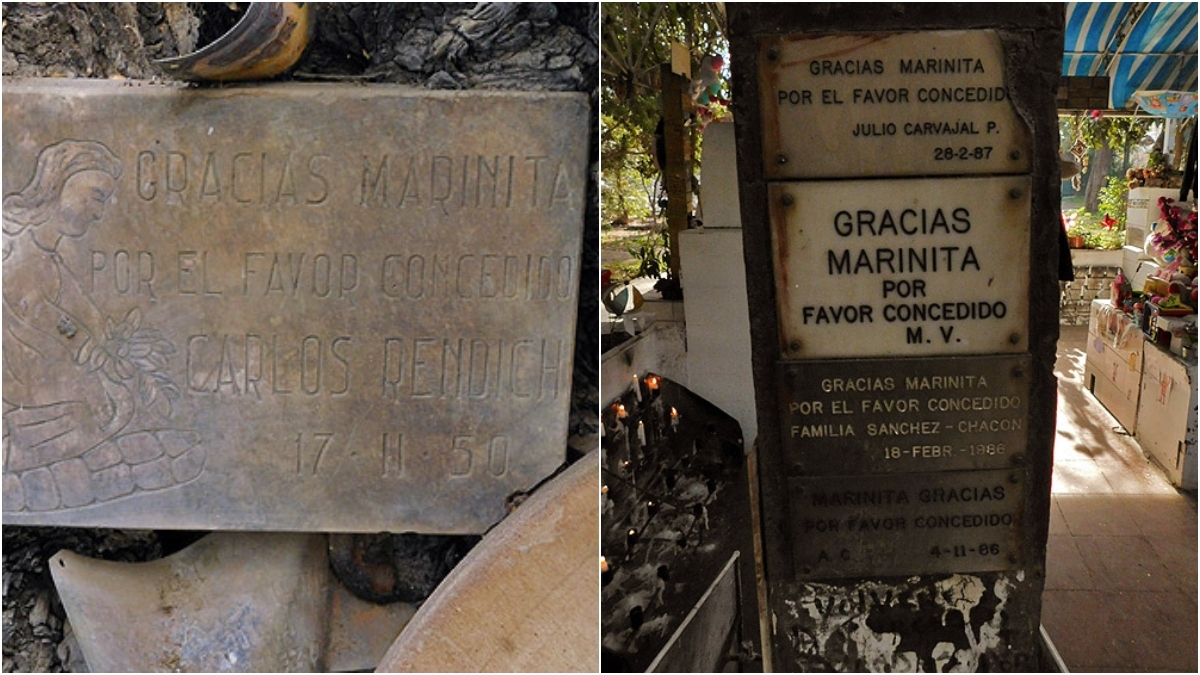 GRACIAS MARINITA
POR EL FAVOR CONCEDIDO
CARLOS RENDICH
17-11-50
GRACIAS MARINITA
POR EL FAVOR CONCEDIDO
JULIO CARVAJAL P.
28-2-87
GRACIAS
MARINITA
POR
FAVOR CONCEDIDO
M. V.
GRACIAS MARINITA
POR EL FAVOR CONCEDIDO
FAMILIA SANCHEZ-CHACON
18-FEBR.-1986
MARINITA GRACIAS
POR FAVOR CONCEDIDO
A. C. 4-11-86